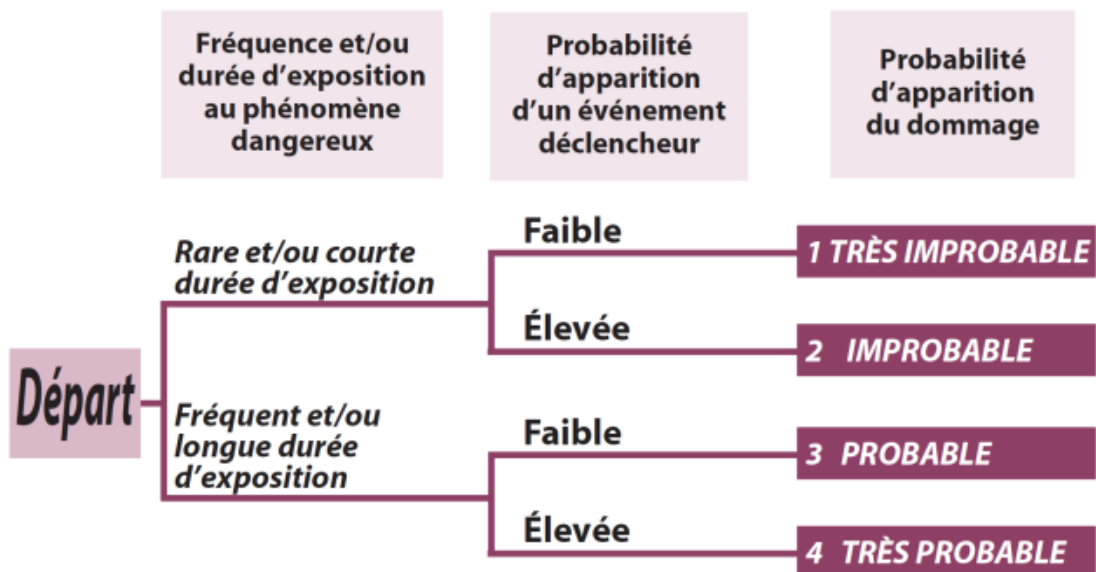 Fréquence et/ou
durée d'exposition
au phénomène
dangereux
Probabilité
d'apparition
d'un événement
déclencheur
Probabilité
d'apparition
du dommage
Départ
Rare et/ou courte
durée d'exposition
Faible
1 TRÈS IMPROBABLE
Élevée
2 IMPROBABLE
Fréquent et/ou
longue durée
d'exposition
Faible
3 PROBABLE
Élevée
4 TRÈS PROBABLE